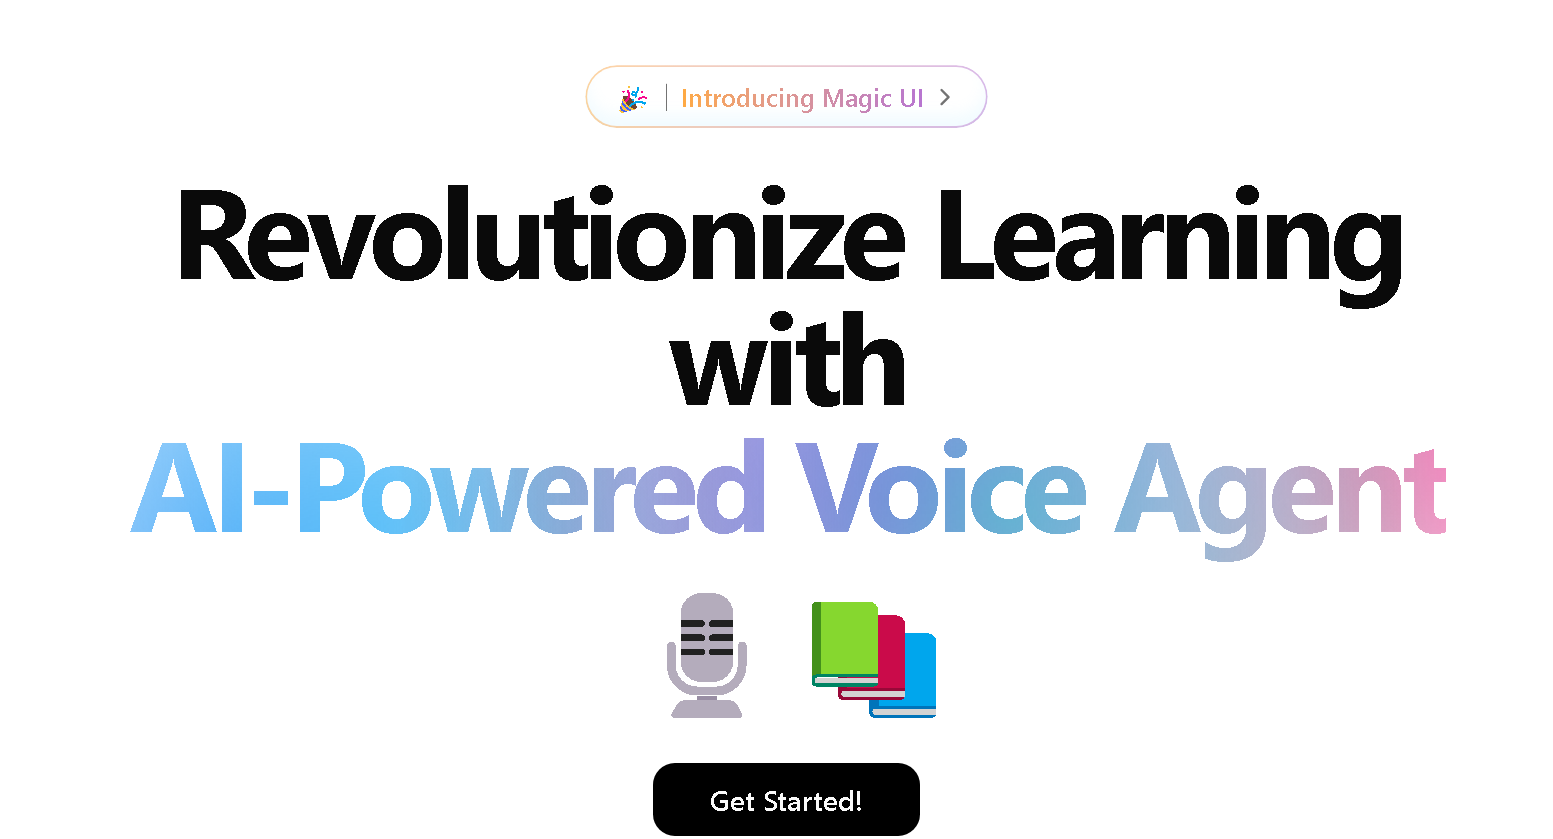 🎉 | Introducing Magic UI >
Revolutionize Learning
with
AI-Powered Voice Agent
Get Started!